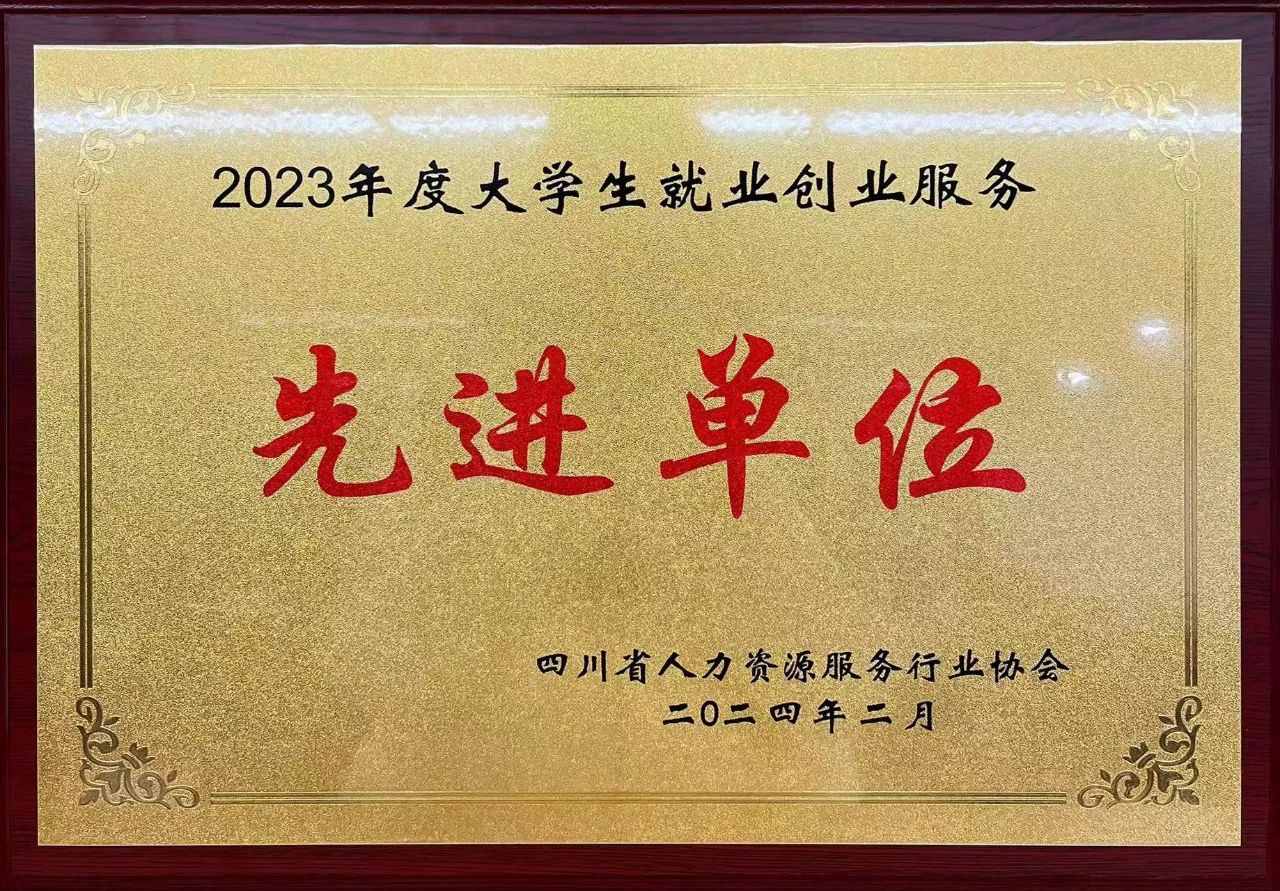 2023年度大学生就业创业服务
先进单位
四川省人力资源服务行业协会
二0二四年二月